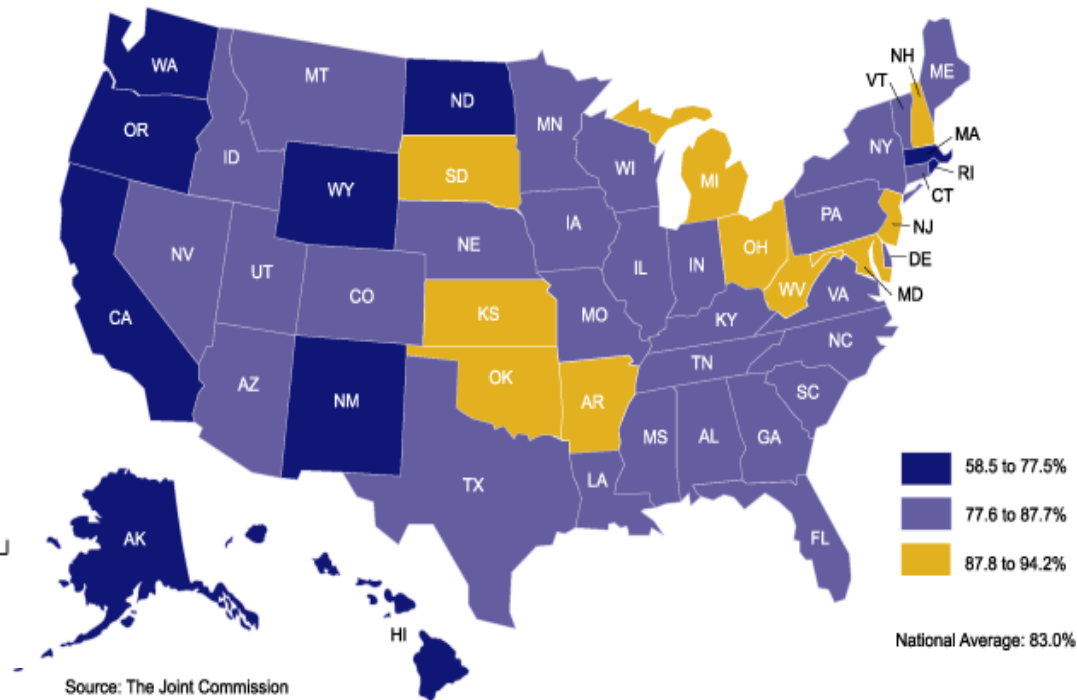 WA
MT
ND
MN
OR
ID
WY
SD
WI
MI
NY
VT
NH
ME
MA
RI
CT
NJ
DE
MD
NV
UT
CO
NE
IA
IL
IN
OH
PA
WV
VA
CA
AZ
NM
KS
MO
KY
OK
AR
TN
NC
SC
TX
LA
MS
AL
GA
FL
AK
HI
58.5 to 77.5%
77.6 to 87.7%
87.8 to 94.2%
National Average: 83.0%
Source: The Joint Commission